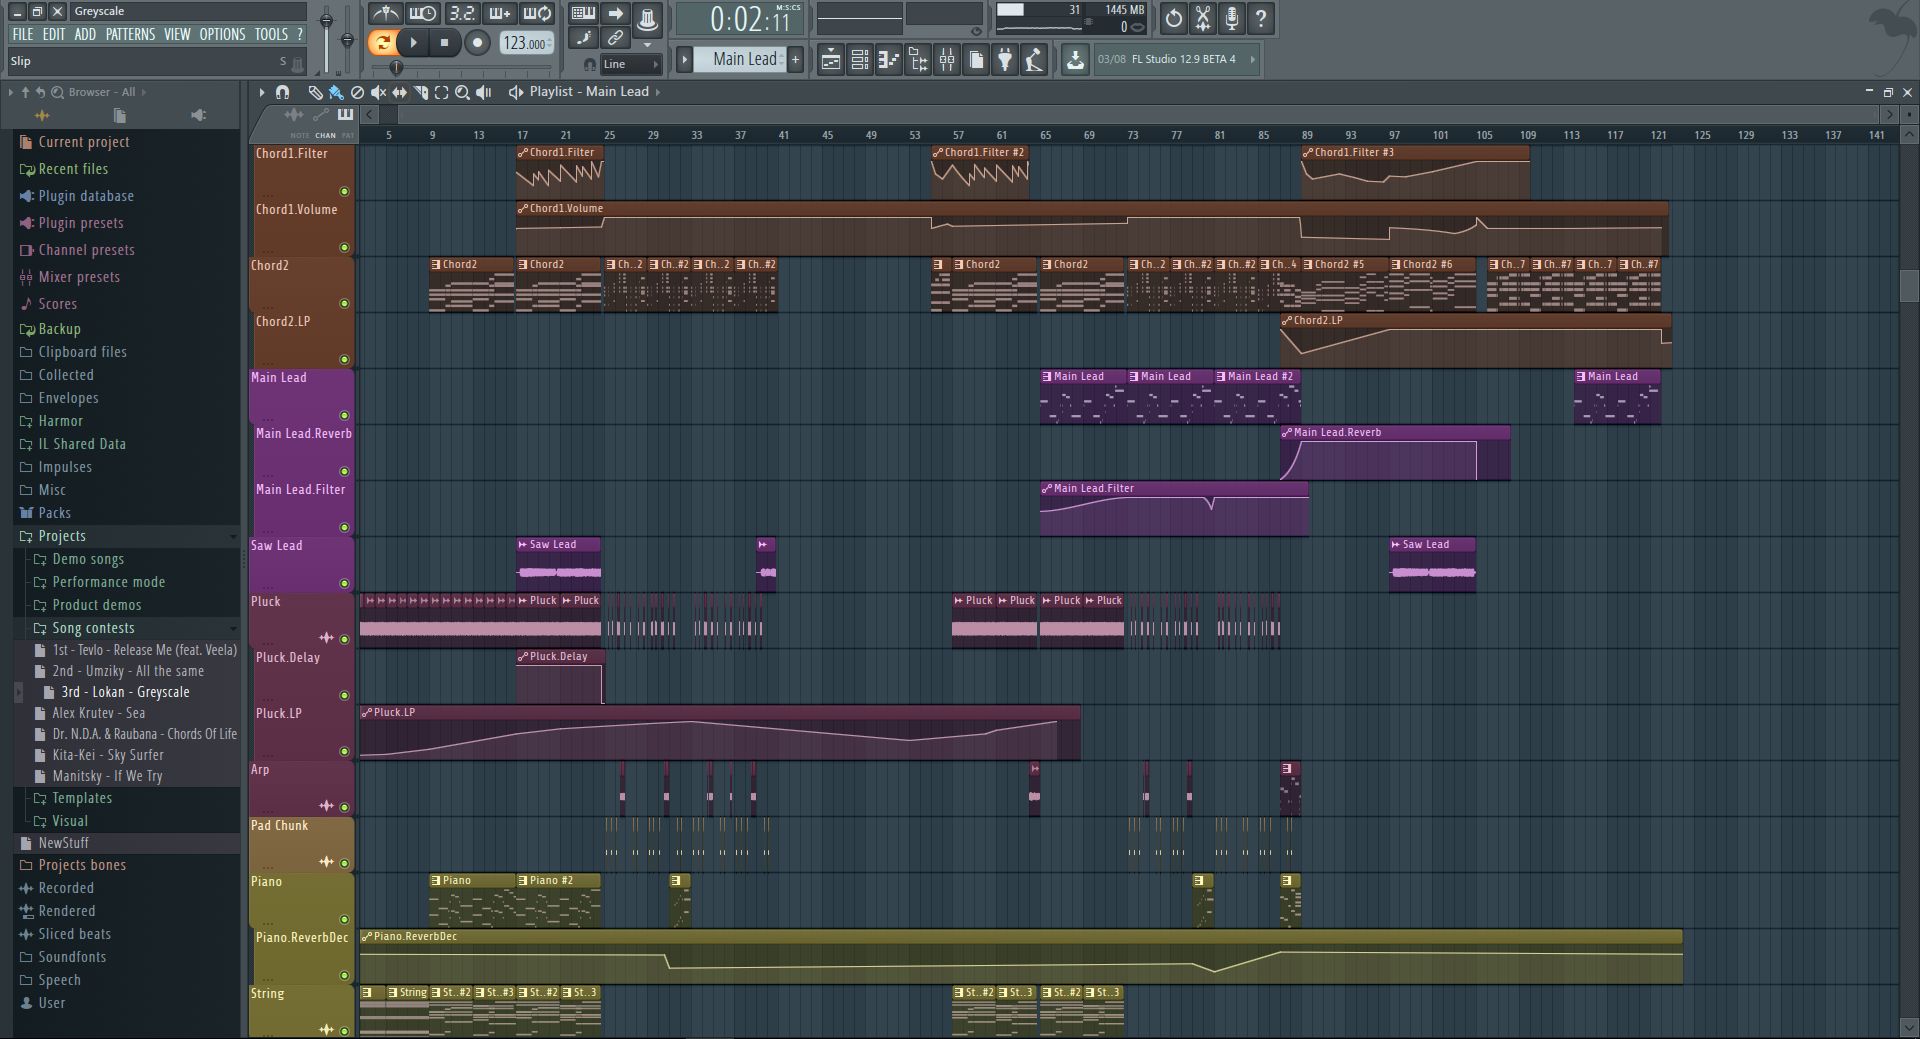 Greyscale
FILE EDIT ADD PATTERNS VIEW OPTIONS TOOLS ?
Slip S
3.2.
123.000
Line
M:S:CS
0:02:11
Main Lead
31 1445 MB
0
03/08 FL Studio 12.9 BETA 4
Browser - All
Playlist - Main Lead
NOTE CHAN PAT
5 9 13 17 21 25 29 33 37 41 45 49 53 57 61 65 69 73 77 81 85 89 93 97 101 105 109 113 117 121 125 129 133 137 141
Current project
Recent files
Plugin database
Plugin presets
Channel presets
Mixer presets
Scores
Backup
Clipboard files
Collected
Envelopes
Harmor
IL Shared Data
Impulses
Misc
Packs
Projects
Demo songs
Performance mode
Product demos
Song contests
1st - Tevlo - Release Me (feat. Veela)
2nd - Umziky - All the same
3rd - Lokan - Greyscale
Alex Krutev - Sea
Dr. N.D.A. & Raubana - Chords Of Life
Kita-Kei - Sky Surfer
Manitsky - If We Try
Templates
Visual
NewStuff
Projects bones
Recorded
Rendered
Sliced beats
Soundfonts
Speech
User
Chord1.Filter Chord1.Filter Chord1.Filter #2 Chord1.Filter #3
Chord1.Volume Chord1.Volume
Chord2 Chord2 Chord2 Ch..2 Ch..#2 Ch..2 Ch..#2 Chord2 Chord2 Ch..2 Ch..#2 Ch..#2 Ch..4 Chord2 #5 Chord2 #6 Ch..7 Ch..#7 Ch..7 Ch..#7
Chord2.LP Chord2.LP
Main Lead Main Lead Main Lead Main Lead #2 Main Lead
Main Lead.Reverb Main Lead.Reverb
Main Lead.Filter Main Lead.Filter
Saw Lead Saw Lead Saw Lead
Pluck Pluck Pluck Pluck Pluck Pluck Pluck
Pluck.Delay Pluck.Delay
Pluck.LP Pluck.LP
Arp
Pad Chunk
Piano Piano Piano #2
Piano.ReverbDec Piano.ReverbDec
String String St..#2 St..#3 St..#2 St..3 St..#2 St..3 St..#2 St..3